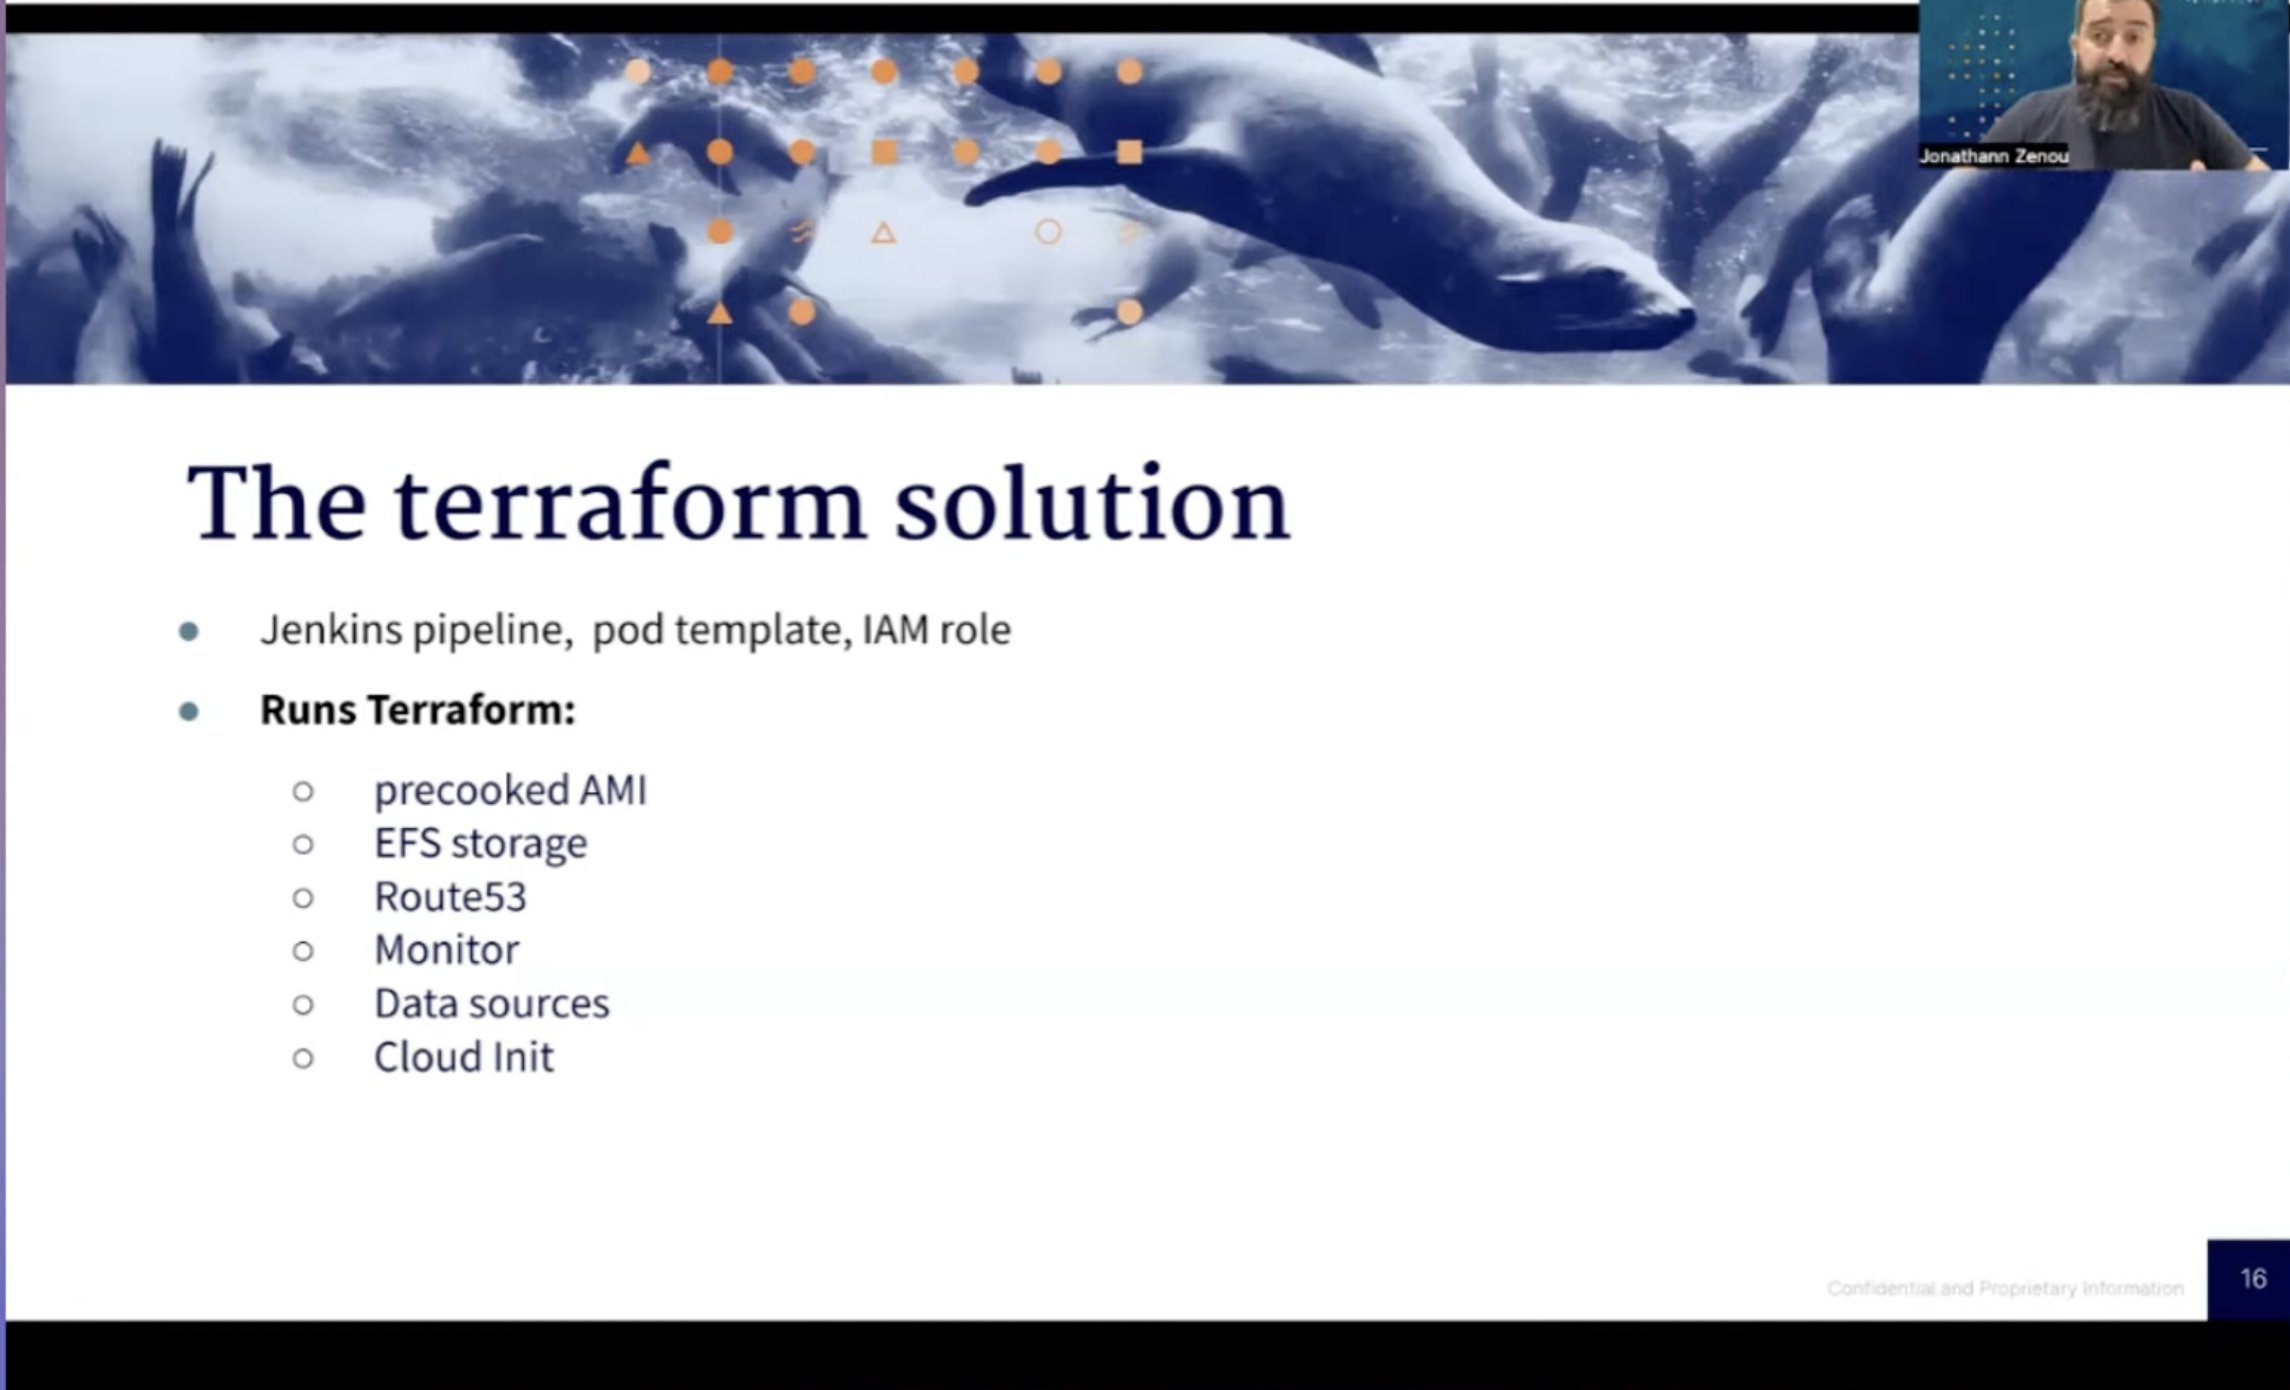 Jonathann Zenou
The terraform solution
Jenkins pipeline, pod template, IAM role
Runs Terraform:
precooked AMI
EFS storage
Route53
Monitor
Data sources
Cloud Init
Confidential and Proprietary Information
16